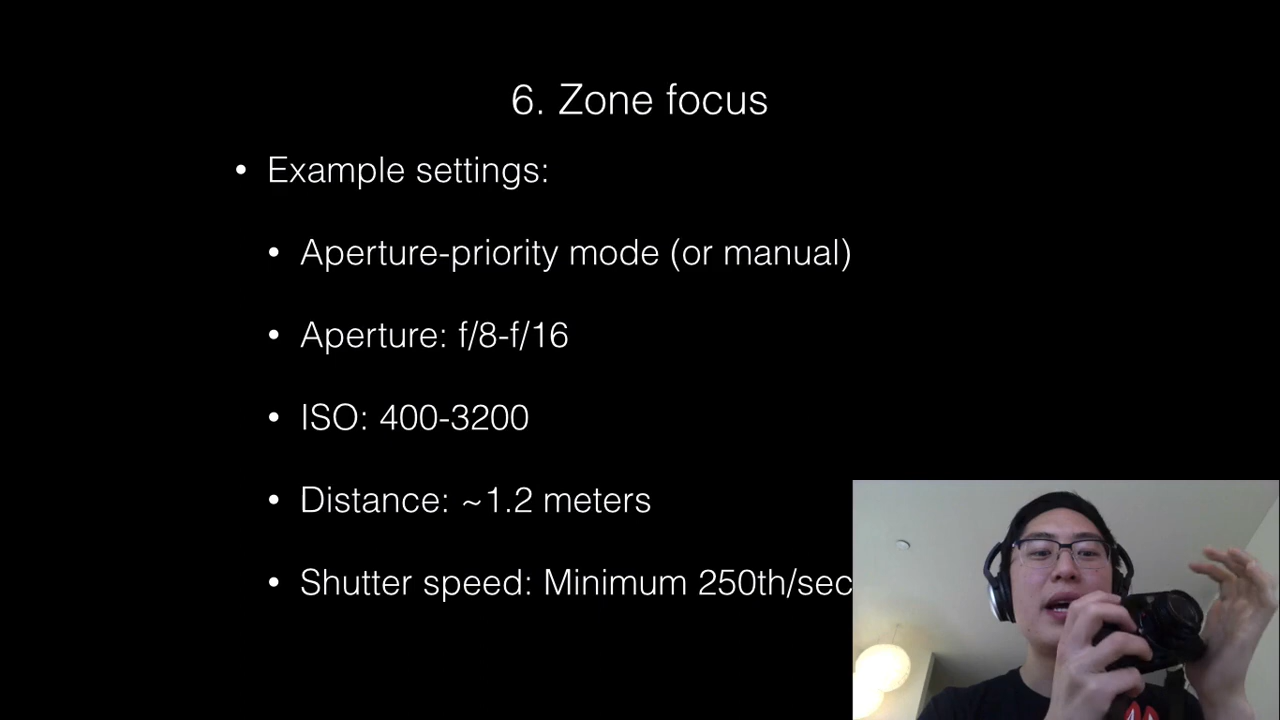 6. Zone focus
• Example settings:
• Aperture-priority mode (or manual)
• Aperture: f/8-f/16
• ISO: 400-3200
• Distance: ~1.2 meters
• Shutter speed: Minimum 250th/sec